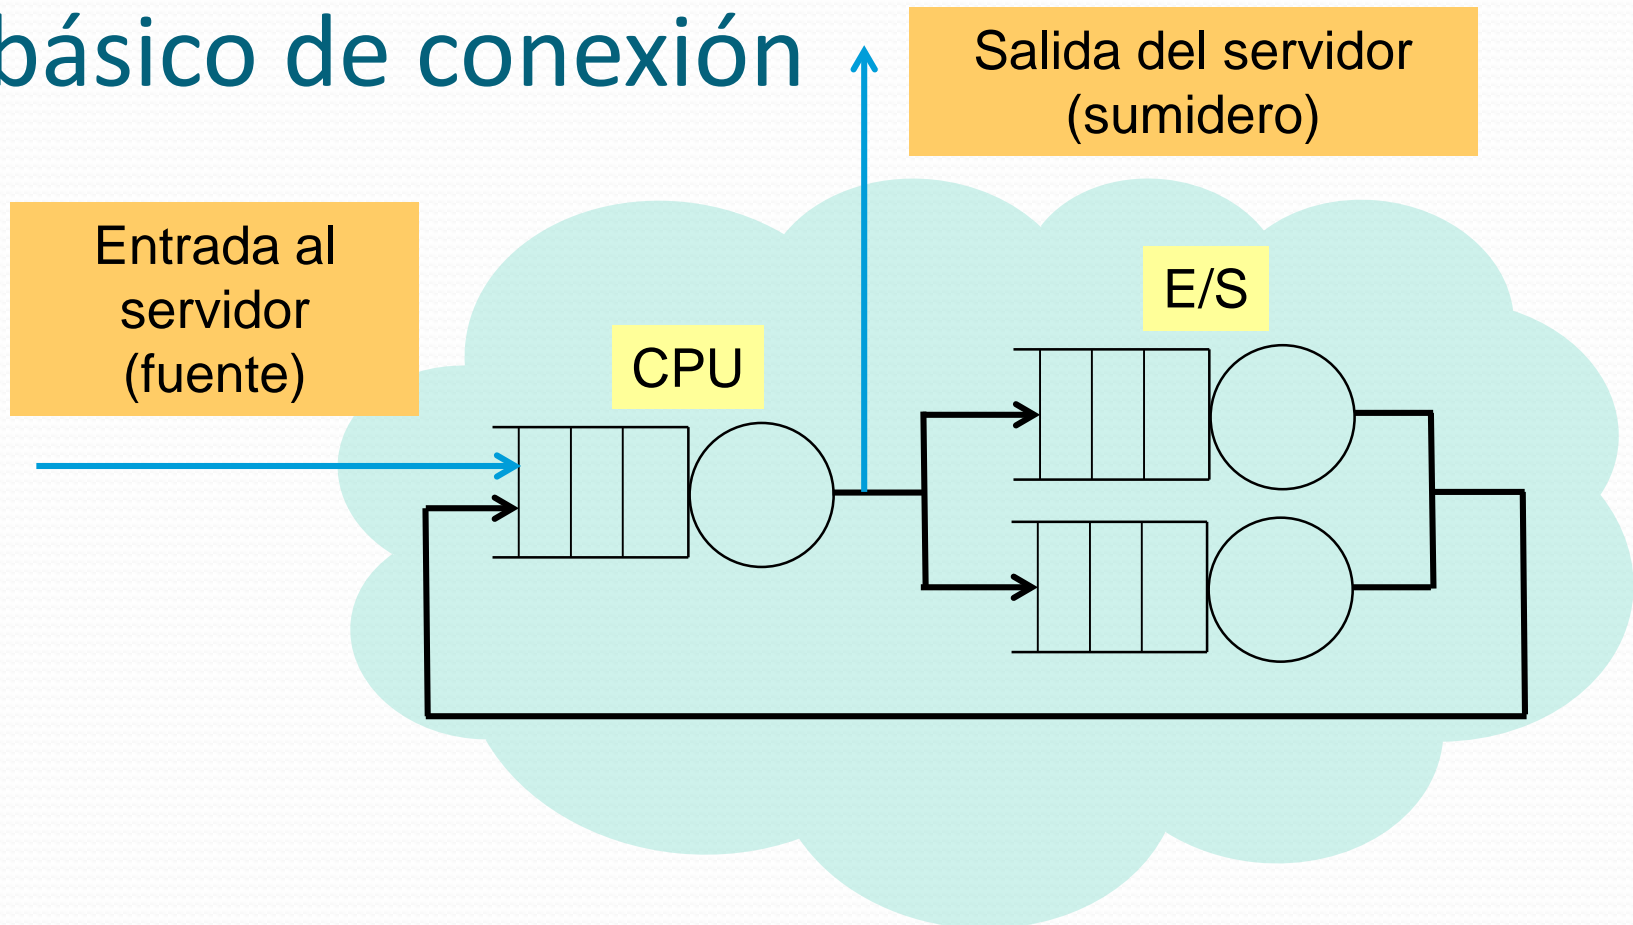 básico de conexión
Salida del servidor
(sumidero)
Entrada al
servidor
(fuente)
E/S
CPU